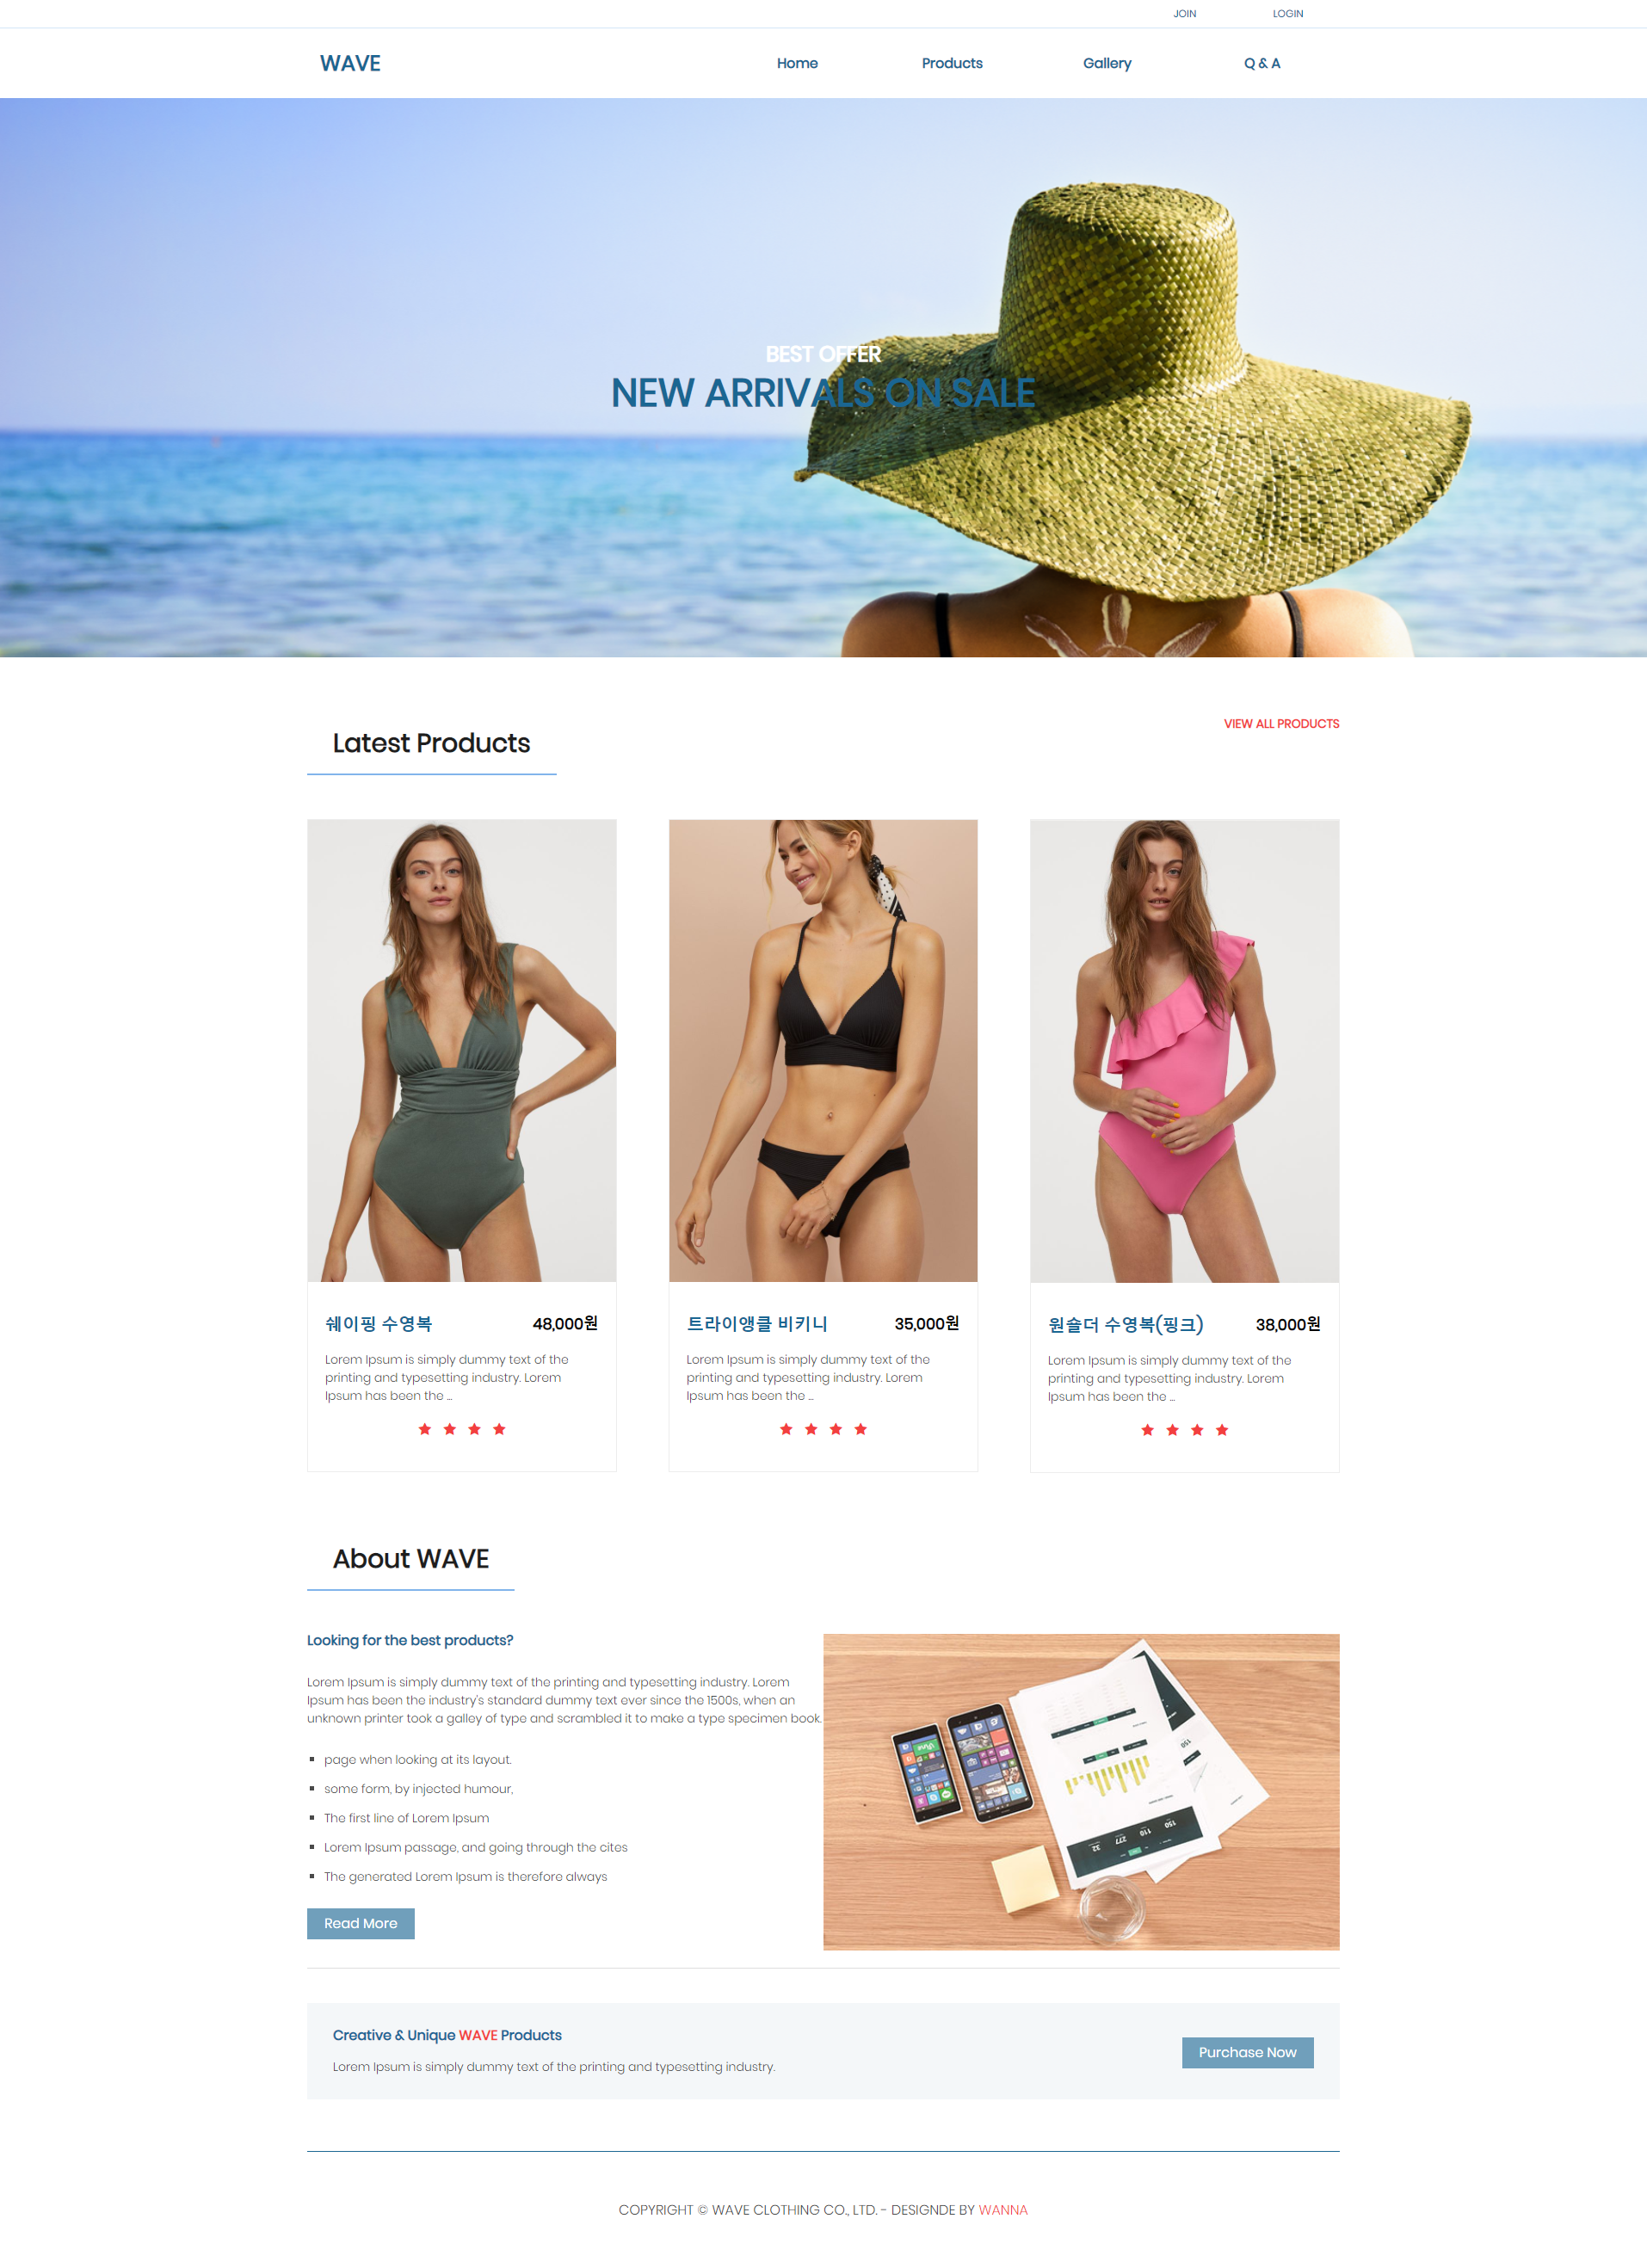 JOIN LOGIN
WAVE Home Products Gallery Q & A
BEST OFFER
NEW ARRIVALS ON SALE
VIEW ALL PRODUCTS
Latest Products
쉐이핑 수영복 48,000원
Lorem Ipsum is simply dummy text of the
printing and typesetting industry. Lorem
Ipsum has been the ...
트라이앵클 비키니 35,000원
Lorem Ipsum is simply dummy text of the
printing and typesetting industry. Lorem
Ipsum has been the ...
원숄더 수영복(핑크) 38,000원
Lorem Ipsum is simply dummy text of the
printing and typesetting industry. Lorem
Ipsum has been the ...
About WAVE
Looking for the best products?
Lorem Ipsum is simply dummy text of the printing and typesetting industry. Lorem
Ipsum has been the industry's standard dummy text ever since the 1500s, when an
unknown printer took a galley of type and scrambled it to make a type specimen book.
page when looking at its layout.
some form, by injected humour,
The first line of Lorem Ipsum
Lorem Ipsum passage, and going through the cites
The generated Lorem Ipsum is therefore always
Read More
150
32 277 110 150
Creative & Unique WAVE Products
Lorem Ipsum is simply dummy text of the printing and typesetting industry.
Purchase Now
COPYRIGHT © WAVE CLOTHING CO., LTD. - DESIGNDE BY WANNA